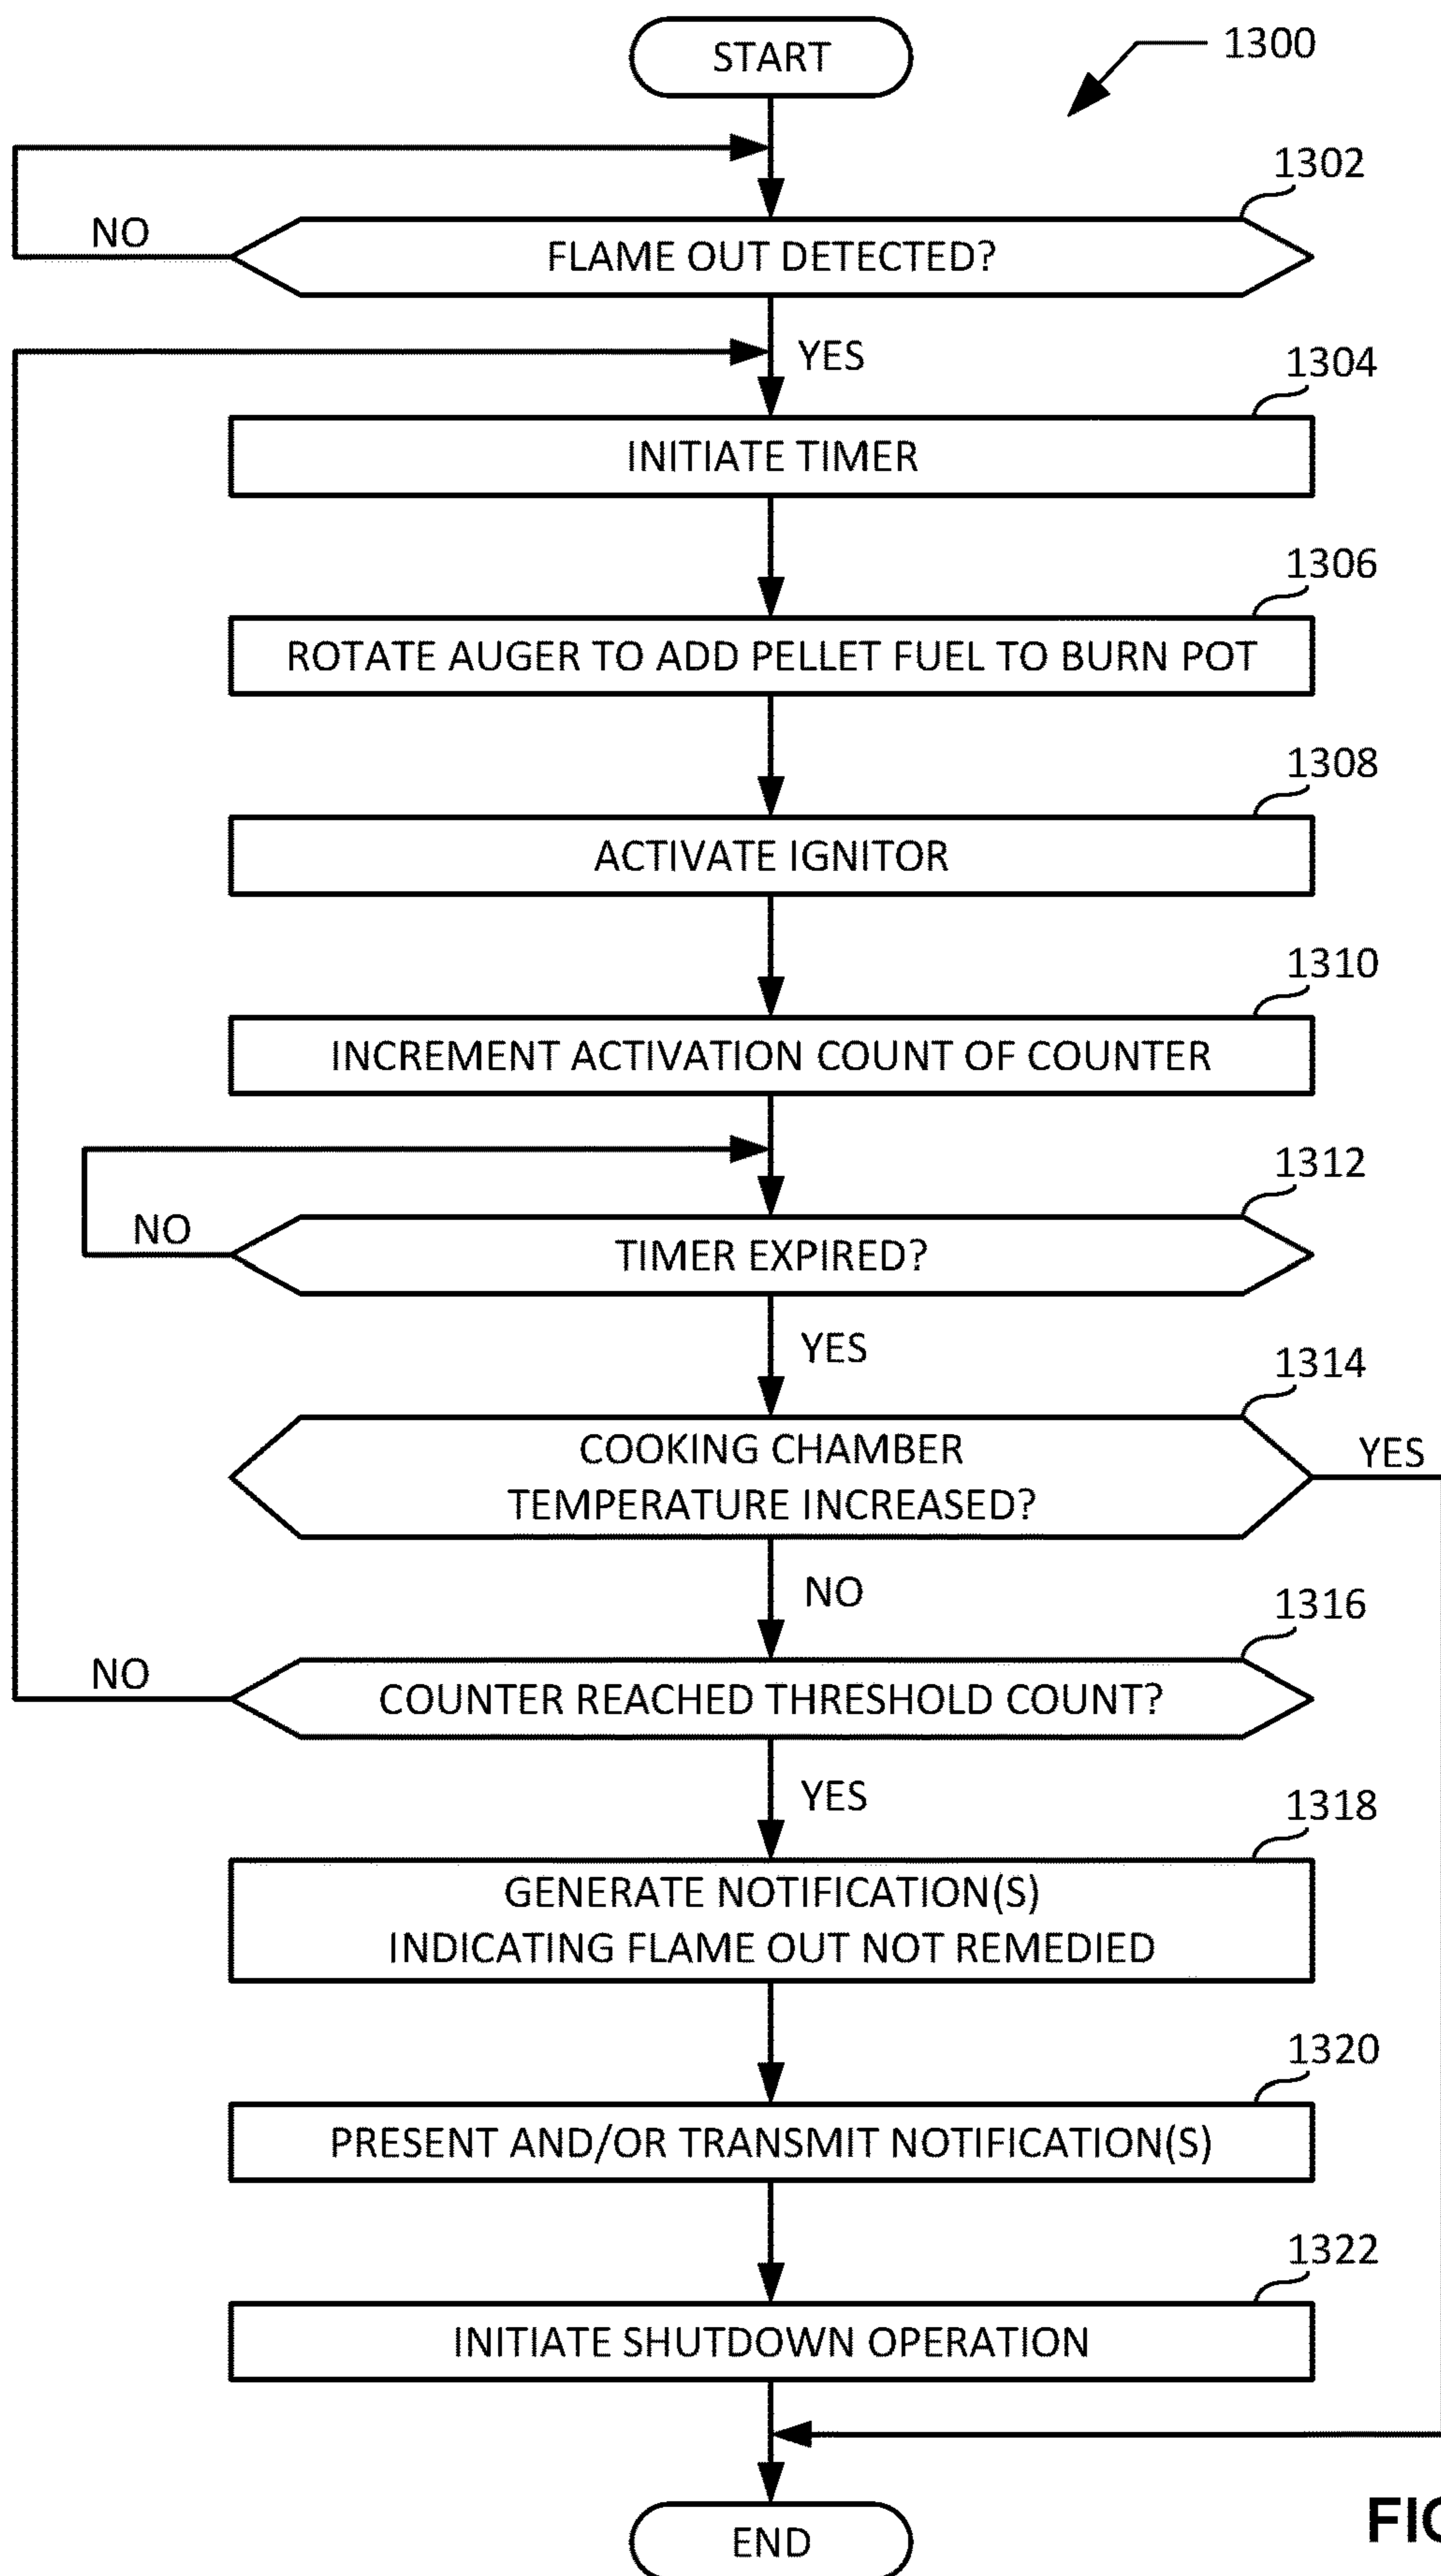 START
1300
1302
NO
FLAME OUT DETECTED?
YES
1304
INITIATE TIMER
1306
ROTATE AUGER TO ADD PELLET FUEL TO BURN POT
1308
ACTIVATE IGNITOR
1310
INCREMENT ACTIVATION COUNT OF COUNTER
1312
NO
TIMER EXPIRED?
YES
1314
COOKING CHAMBER
TEMPERATURE INCREASED?
YES
NO
1316
NO
COUNTER REACHED THRESHOLD COUNT?
YES
1318
GENERATE NOTIFICATION(S)
INDICATING FLAME OUT NOT REMEDIED
1320
PRESENT AND/OR TRANSMIT NOTIFICATION(S)
1322
INITIATE SHUTDOWN OPERATION
END